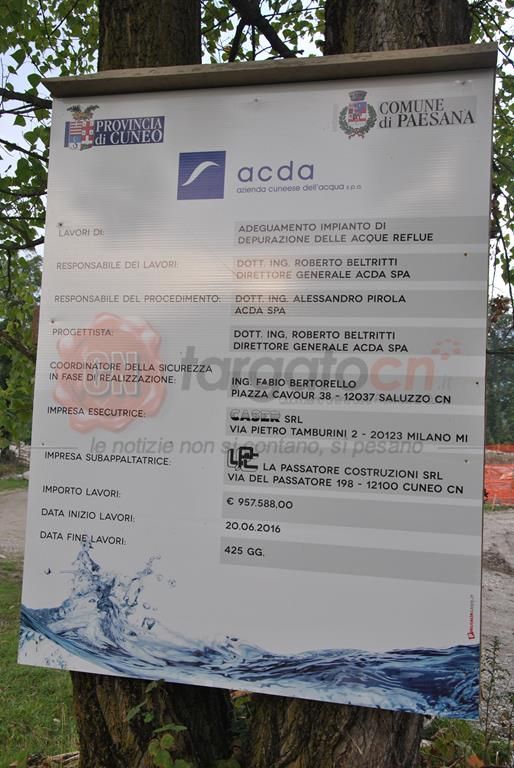 PROVINCIA
di CUNEO
COMUNE
di PAESANA
acda
azienda cuneese dell'acqua s.p.a.
LAVORI DI: ADEGUAMENTO IMPIANTO DI
DEPURAZIONE DELLE ACQUE REFLUE
RESPONSABILE DEI LAVORI: DOTT. ING. ROBERTO BELTRITTI
DIRETTORE GENERALE ACDA SPA
RESPONSABILE DEL PROCEDIMENTO: DOTT. ING. ALESSANDRO PIROLA
ACDA SPA
PROGETTISTA: DOTT. ING. ROBERTO BELTRITTI
DIRETTORE GENERALE ACDA SPA
COORDINATORE DELLA SICUREZZA
IN FASE DI REALIZZAZIONE: ING. FABIO BERTORELLO
PIAZZA CAVOUR 38 - 12037 SALUZZO CN
CN targatocn.it
IMPRESA ESECUTRICE: CASER SRL
VIA PIETRO TAMBURINI 2 - 20123 MILANO MI
le notizie non si contano, si pesano
IMPRESA SUBAPPALTATRICE: LA PASSATORE COSTRUZIONI SRL
VIA DEL PASSATORE 198 - 12100 CUNEO CN
IMPORTO LAVORI: € 957.588,00
DATA INIZIO LAVORI: 20.06.2016
DATA FINE LAVORI: 425 GG.